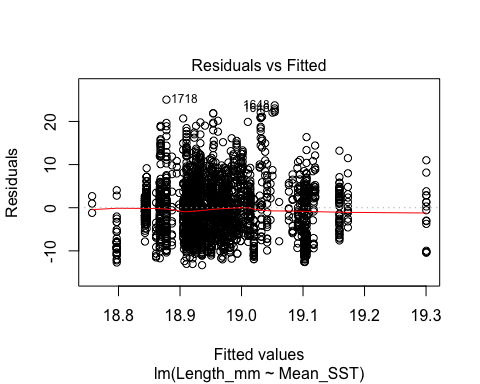 Residuals vs Fitted
Residuals
20
10
0
-10
1718
1648
18.8 18.9 19.0 19.1 19.2 19.3
Fitted values
lm(Length_mm ~ Mean_SST)